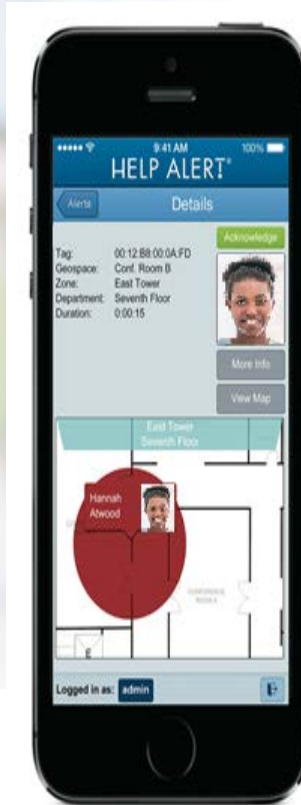 9:41 AM
100%
HELP ALERT®
Alerts
Details
Acknowledge
Tag: 00:12:B8:00:0A:FD
Geospace: Conf. Room B
Zone: East Tower
Department: Seventh Floor
Duration: 0:00:15
More Info
View Map
East Tower
Seventh Floor
Hannah
Atwood
CONFERENCE
ROOM A
E
Logged in as: admin